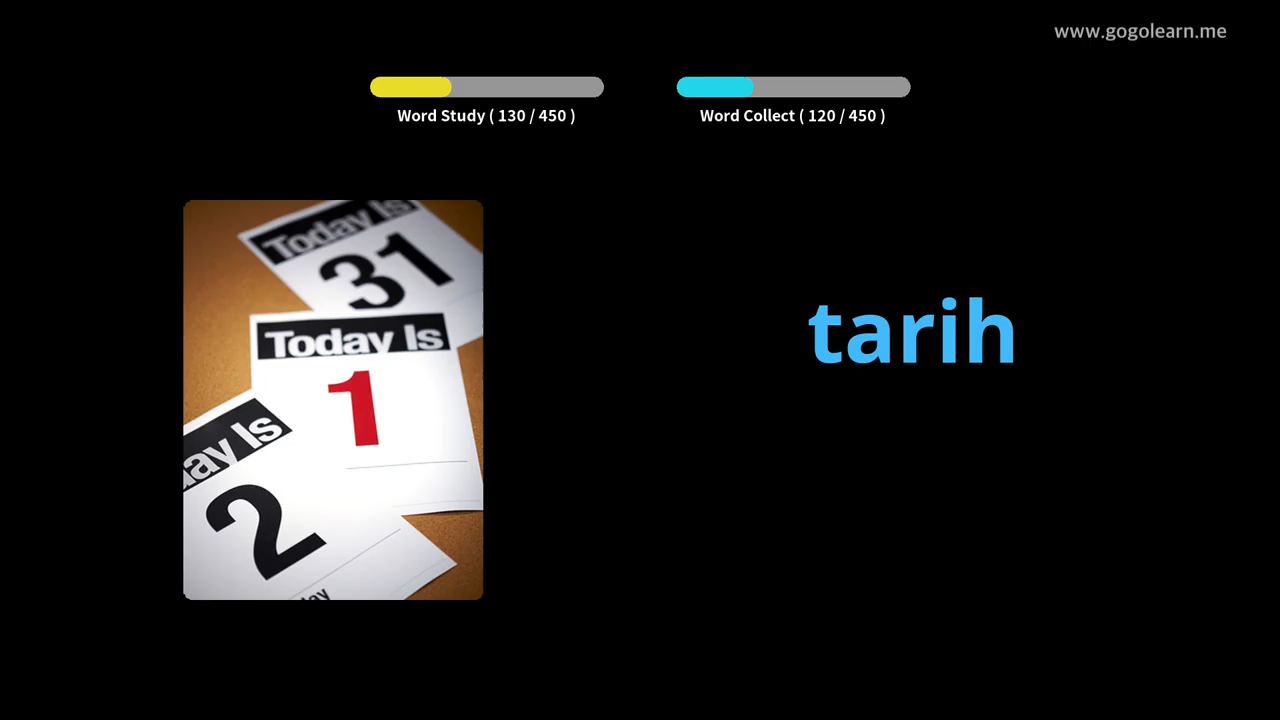 www.gogolearn.me
Word Study ( 130 / 450 )
Word Collect ( 120 / 450 )
Today Is
31
Today Is
1
ay Is
2
tarih